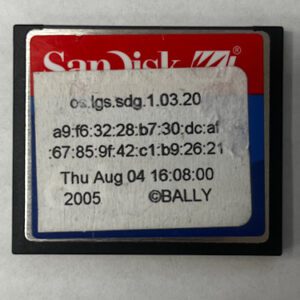 SanDisk
os.lgs.sdg.1.03.20
a9:f6:32:28:b7:30:dc:af
:67:85:9f:42:c1:b9:26:21
Thu Aug 04 16:08:00
2005 ©BALLY